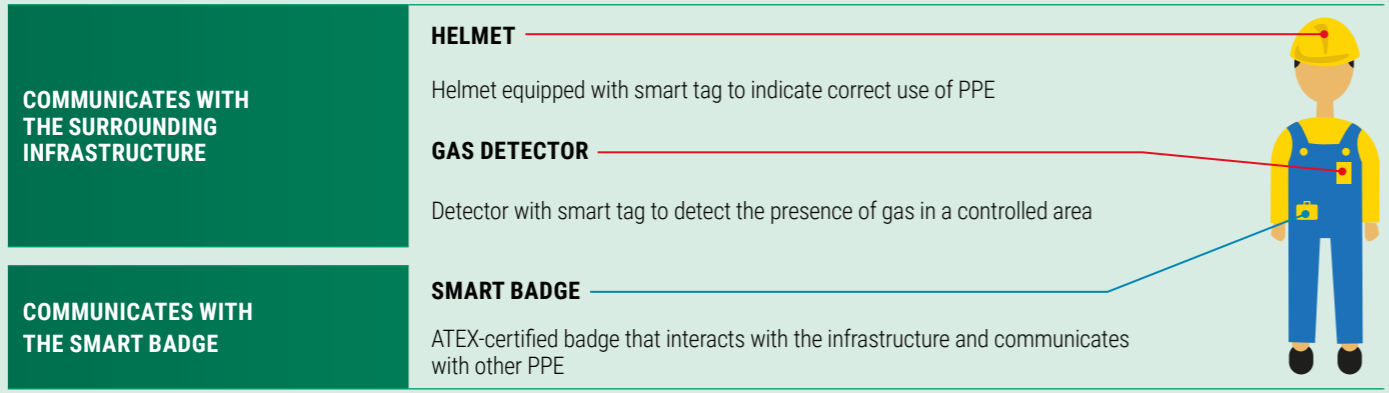 COMMUNICATES WITH
THE SURROUNDING
INFRASTRUCTURE
HELMET
Helmet equipped with smart tag to indicate correct use of PPE
GAS DETECTOR
Detector with smart tag to detect the presence of gas in a controlled area
COMMUNICATES WITH
THE SMART BADGE
SMART BADGE
ATEX-certified badge that interacts with the infrastructure and communicates
with other PPE